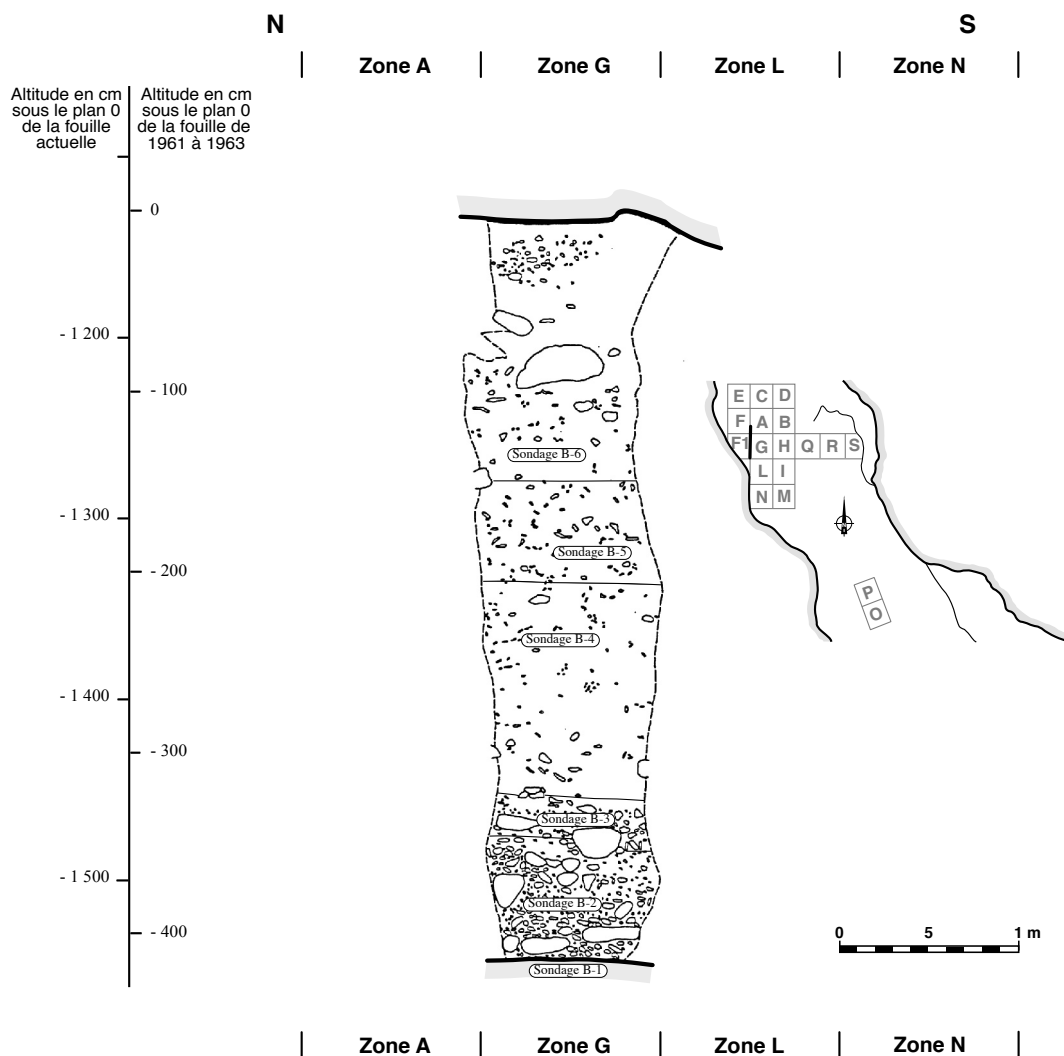 N
S
Zone A
Zone G
Zone L
Zone N
Altitude en cm
sous le plan 0
de la fouille
actuelle
Altitude en cm
sous le plan 0
de la fouille de
1961 à 1963
0
- 1 200
- 100
- 1 300
- 200
- 1 400
- 300
- 1 500
- 400
Sondage B-6
Sondage B-5
Sondage B-4
Sondage B-3
Sondage B-2
Sondage B-1
E C D
F A B
F1 G H Q R S
L I
N M
P
O
0 5 1 m
Zone A
Zone G
Zone L
Zone N